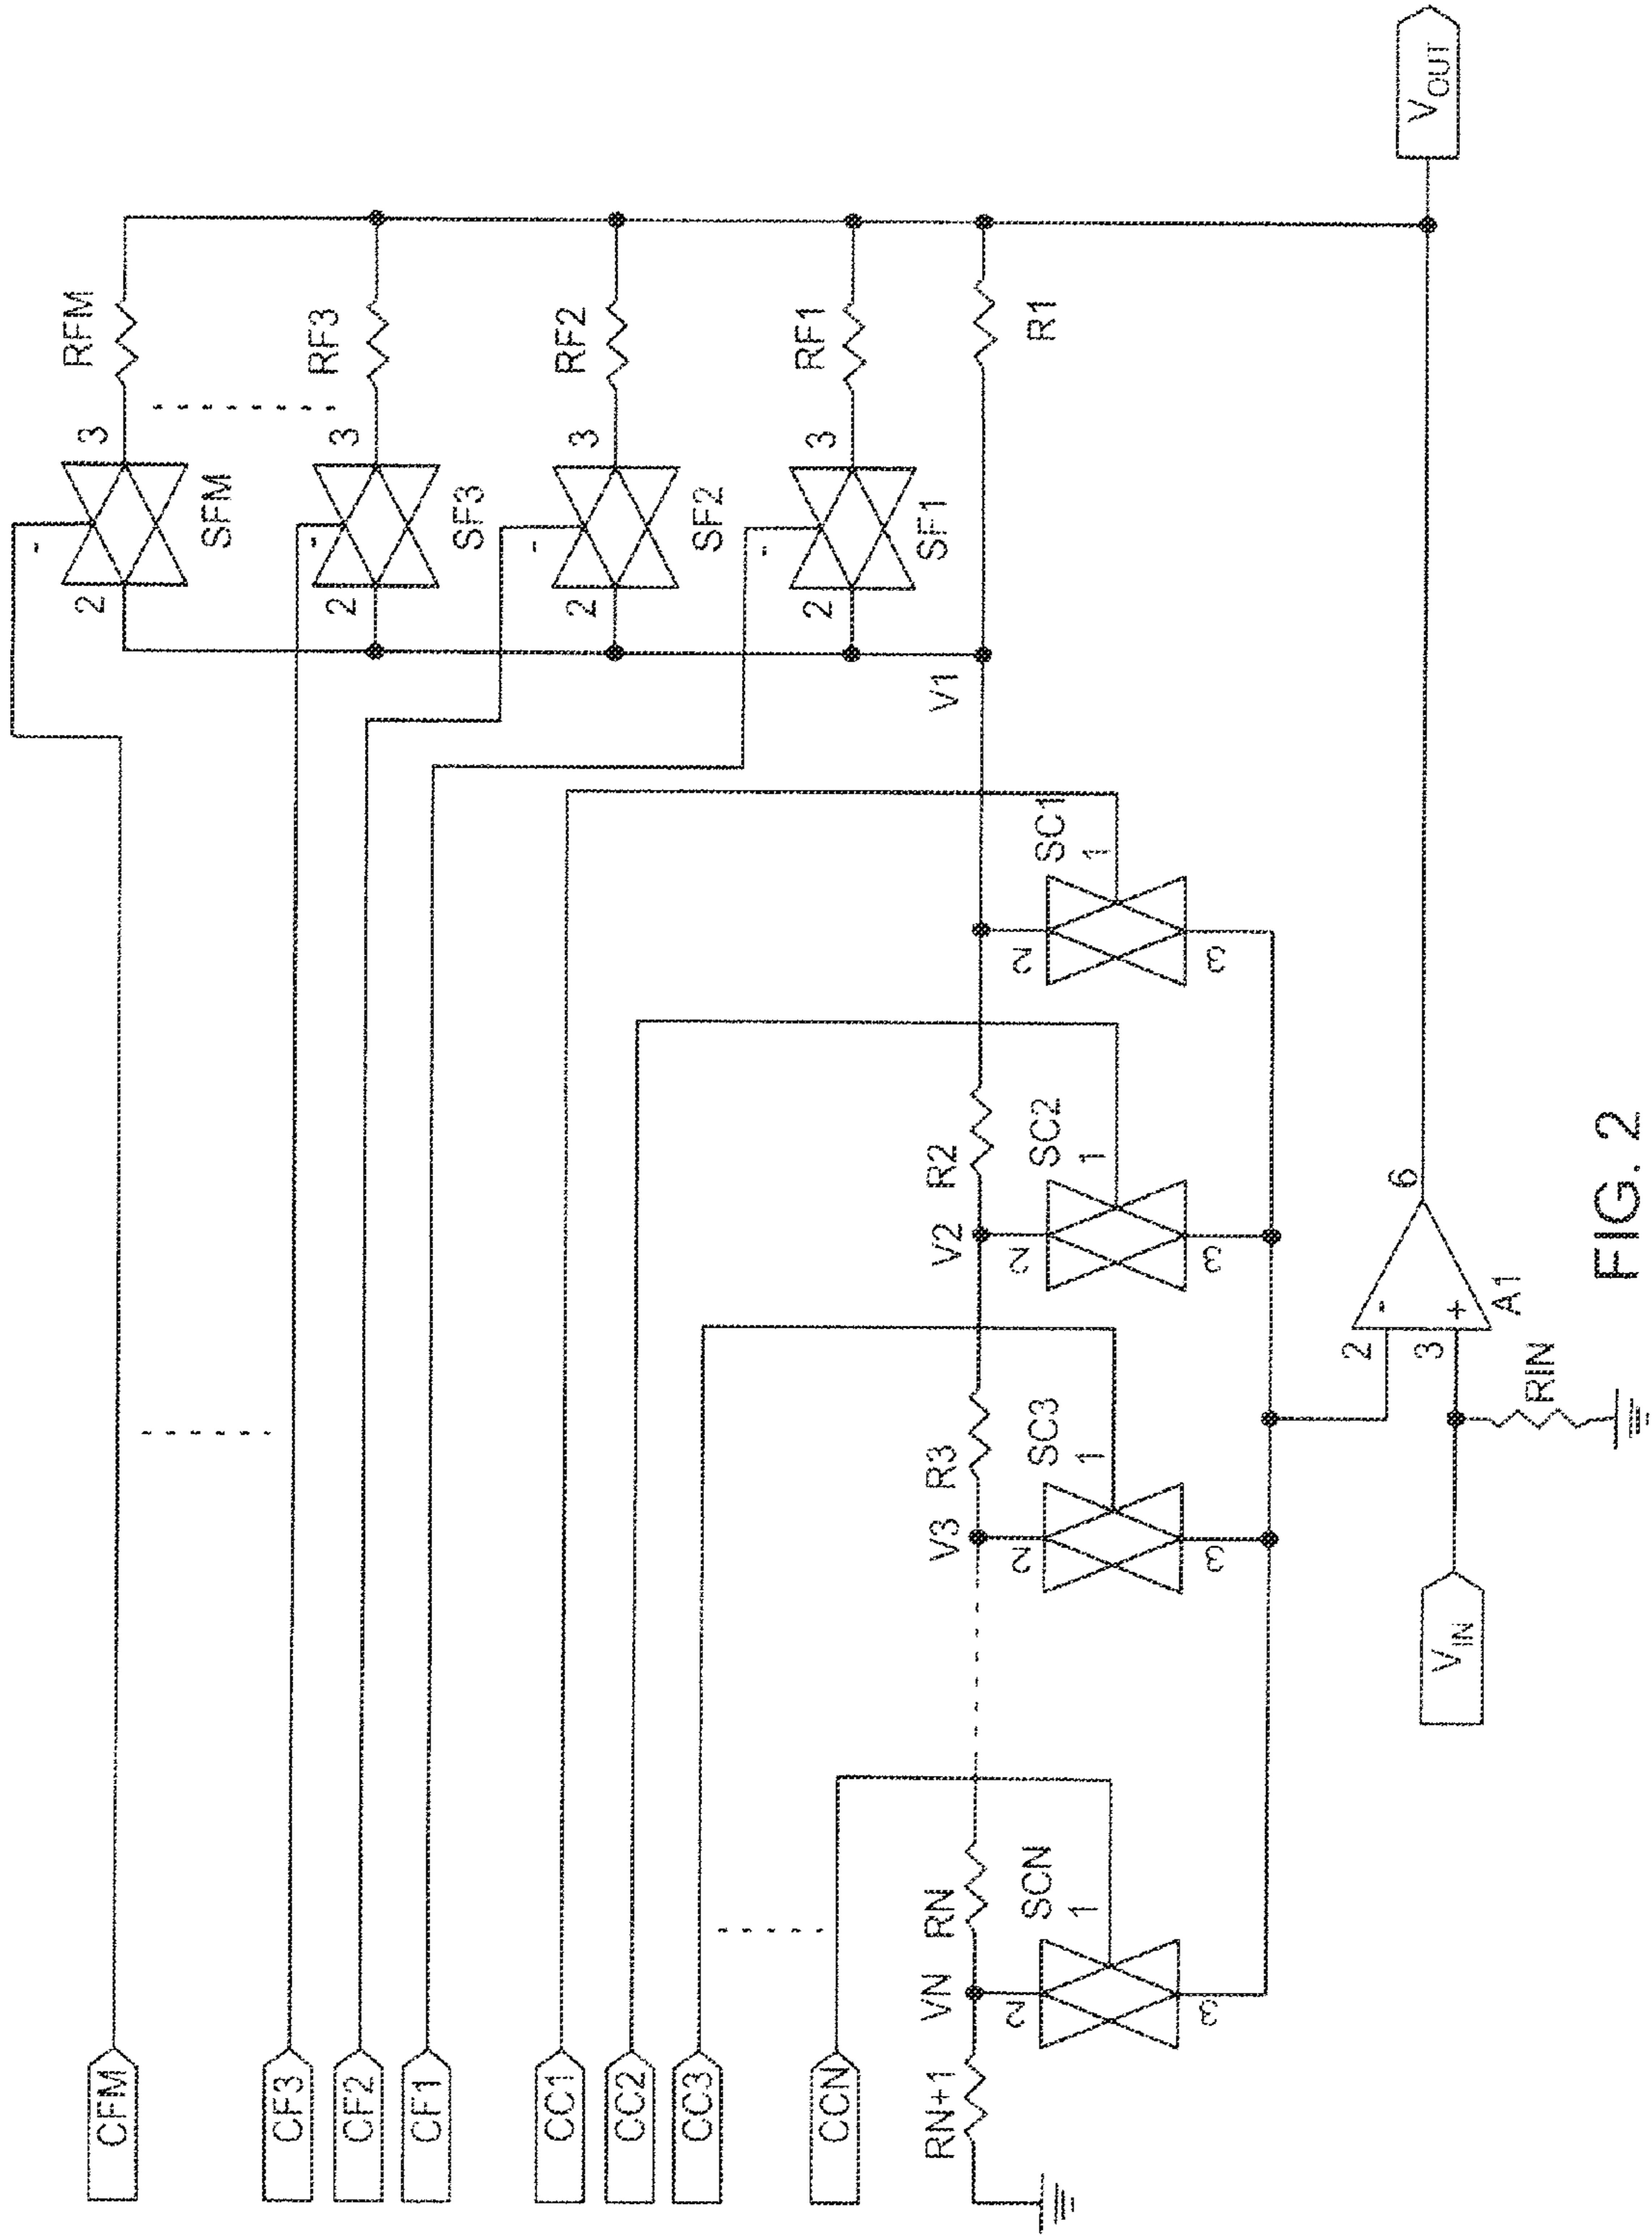 CFM
CF3
CF2
CF1
CC1
CC2
CC3
CCN
-
2
3
SFM
RFM
-
2
3
SF3
RF3
-
2
3
SF2
RF2
-
2
3
SF1
RF1
V1
R1
RN+1
VN
RN
V3
R3
V2
R2
2
SCN
1
3
2
SC3
1
3
2
SC2
1
3
2
SC1
1
3
VIN
RIN
2
3
-
+
A1
6
VOUT
FIG. 2